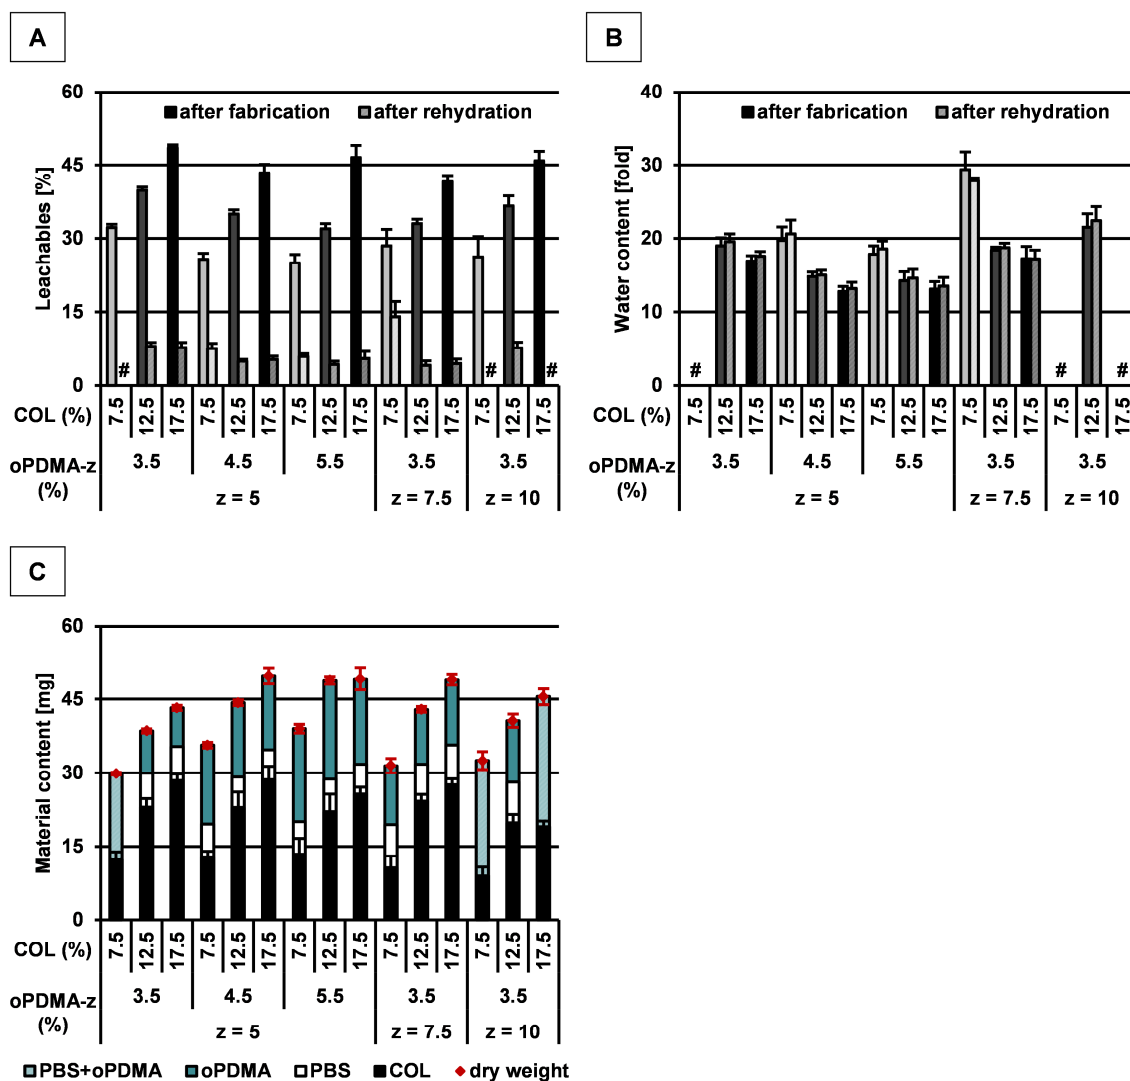 A
60
45
30
15
0
Leachables [%]
after fabrication after rehydration
# # #
COL (%) 7.5 12.5 17.5 7.5 12.5 17.5 7.5 12.5 17.5 7.5 12.5 17.5 7.5 12.5 17.5
oPDMA-z (%) 3.5 4.5 5.5 3.5 3.5
z = 5 z = 7.5 z = 10
B
40
30
20
10
0
Water content [fold]
after fabrication after rehydration
# # #
COL (%) 7.5 12.5 17.5 7.5 12.5 17.5 7.5 12.5 17.5 7.5 12.5 17.5 7.5 12.5 17.5
oPDMA-z (%) 3.5 4.5 5.5 3.5 3.5
z = 5 z = 7.5 z = 10
C
60
45
30
15
0
Material content [mg]
COL (%) 7.5 12.5 17.5 7.5 12.5 17.5 7.5 12.5 17.5 7.5 12.5 17.5 7.5 12.5 17.5
oPDMA-z (%) 3.5 4.5 5.5 3.5 3.5
z = 5 z = 7.5 z = 10
PBS+oPDMA oPDMA PBS COL dry weight